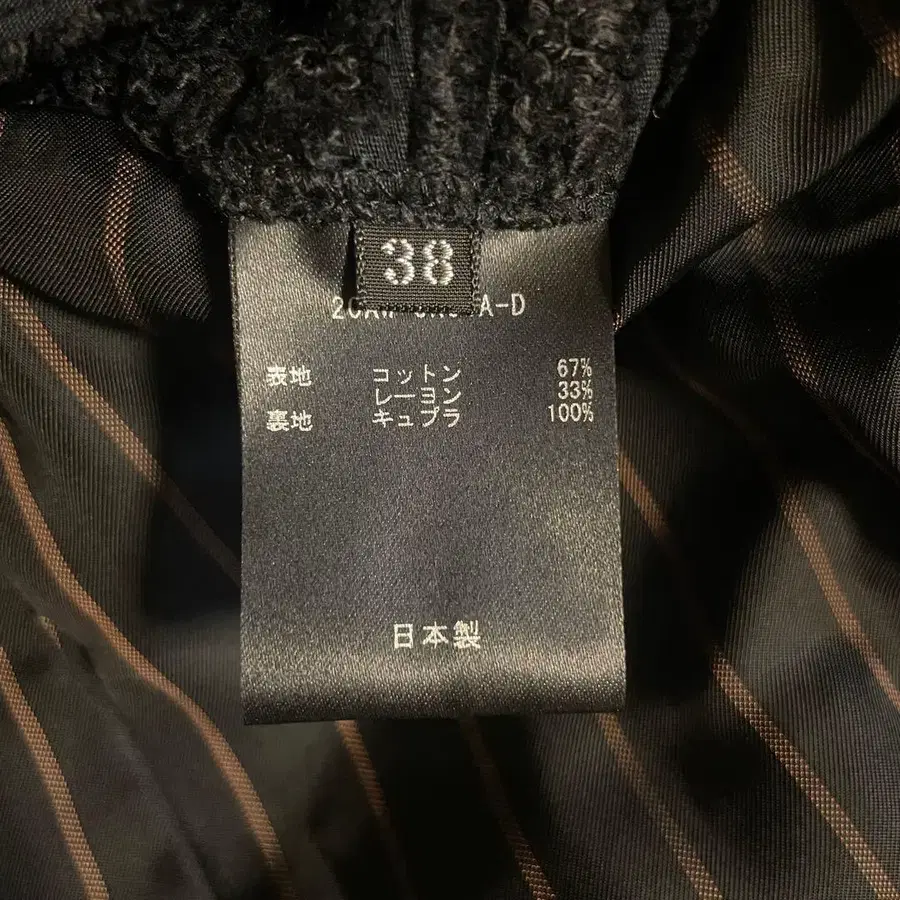 38
A-D
表地 コットン 67%
レーヨン 33%
裏地 キュプラ 100%
日本製